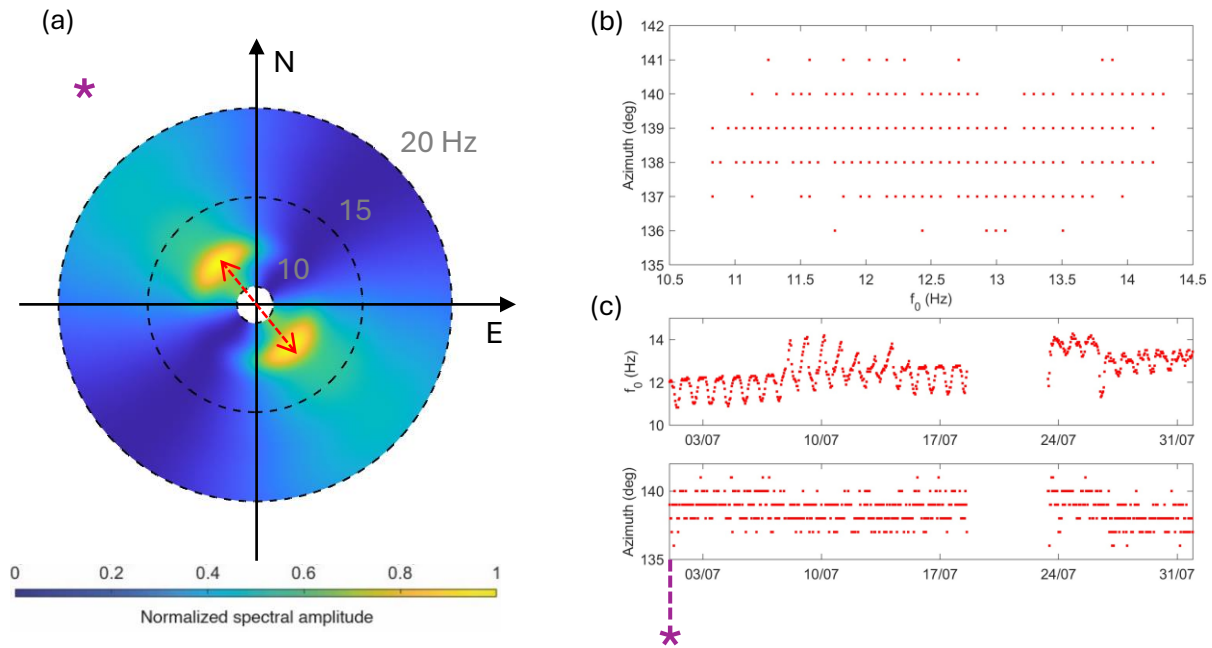 (a)
N
*
20 Hz
15
10
E
0 0.2 0.4 0.6 0.8 1
Normalized spectral amplitude
(b)
142
141
140
139
138
137
136
135
Azimuth (deg)
10.5 11 11.5 12 12.5 13 13.5 14 14.5
f0 (Hz)
(c)
14
12
10
f0 (Hz)
03/07 10/07 17/07 24/07 31/07
140
135
Azimuth (deg)
03/07 10/07 17/07 24/07 31/07
*